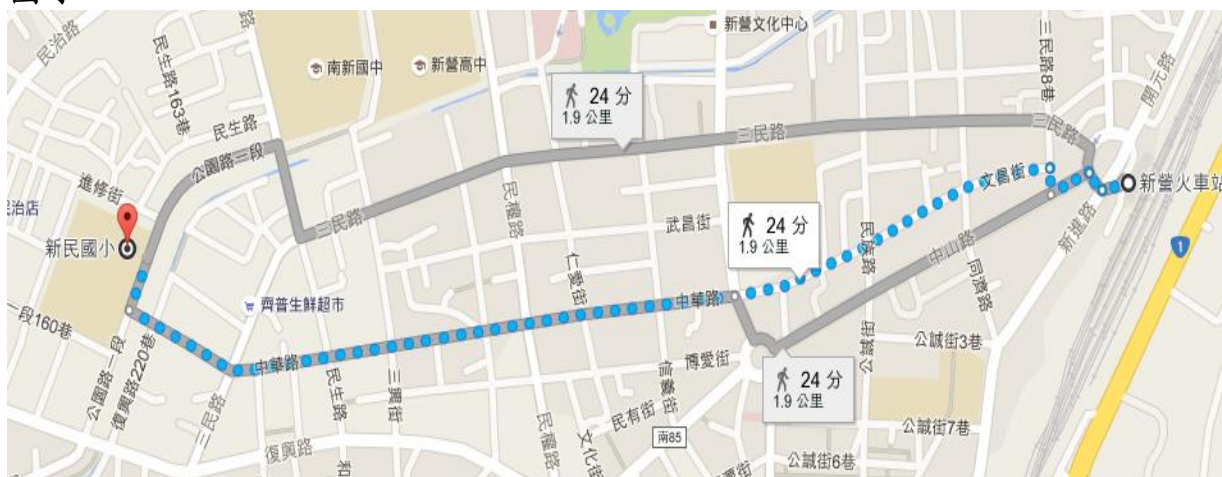 民治路
民生路163巷
南新國中
新營高中
新營文化中心
三民路8巷
開元路
24 分
1.9 公里
民生路
公園路一段
三民路
三民路
進修街
新營火車站
文昌街
民治店
新民國小
三民路
民權路
武昌街
24 分
1.9 公里
民族路
中山路
新進路
1
仁愛街
同濟路
齊普生鮮超市
中華路
一段160巷
公園路一段
復興路220巷
中華路
民生路
三興街
博愛街
信義街
公誠街
公誠街3巷
24 分
1.9 公里
三民路
民有街
民權路
文化街
南85
公誠街7巷
復興路
和
公誠街6巷